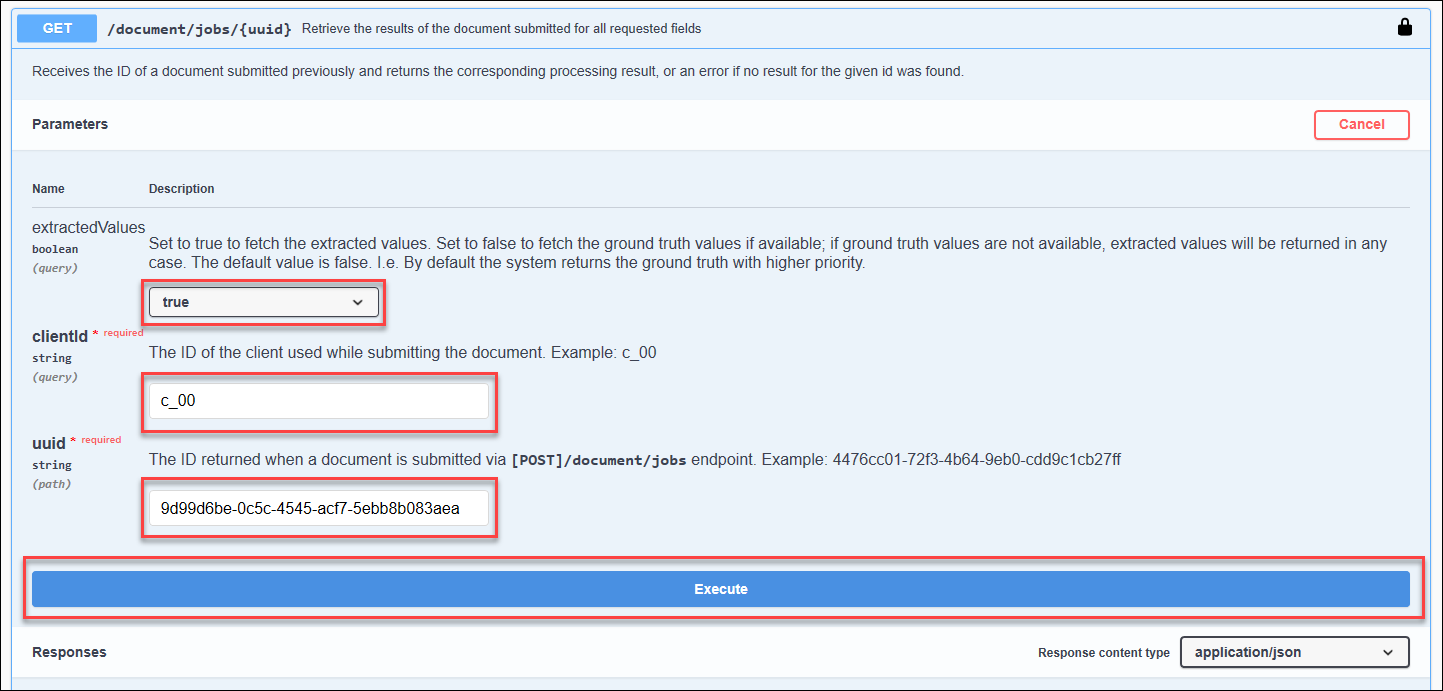 GET /document/jobs/{uuid} Retrieve the results of the document submitted for all requested fields
Receives the ID of a document submitted previously and returns the corresponding processing result, or an error if no result for the given id was found.
Parameters
Cancel
Name Description
extractedValues
boolean
(query)
Set to true to fetch the extracted values. Set to false to fetch the ground truth values if available; if ground truth values are not available, extracted values will be returned in any
case. The default value is false. I.e. By default the system returns the ground truth with higher priority.
true
clientId * required
string
(query)
The ID of the client used while submitting the document. Example: c_00
c_00
uuid * required
string
(path)
The ID returned when a document is submitted via [POST]/document/jobs endpoint. Example: 4476cc01-72f3-4b64-9eb0-cdd9c1cb27ff
9d99d6be-0c5c-4545-acf7-5ebb8b083aea
Execute
Responses
Response content type application/json